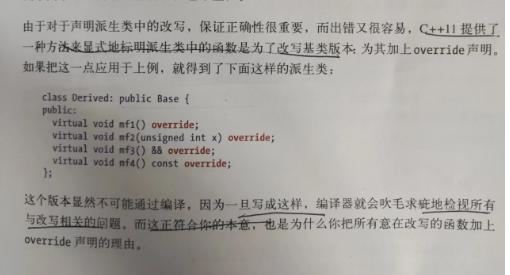 由于对于声明派生类中的改写，保证正确性很重要，而出错又很容易，C++11 提供了
一种方法来显式地标明派生类中的函数是为了改写基类版本：为其加上 override 声明。
如果把这一点应用于上例，就得到了下面这样的派生类：
class Derived: public Base {
public:
virtual void mf1() override;
virtual void mf2(unsigned int x) override;
virtual void mf3() && override;
virtual void mf4() const override;
};
这个版本显然不可能通过编译，因为一旦写成这样，编译器就会吹毛求疵地检视所有
与改写相关的问题，而这正符合你的本意，也是为什么你把所有意在改写的函数加上
override 声明的理由。